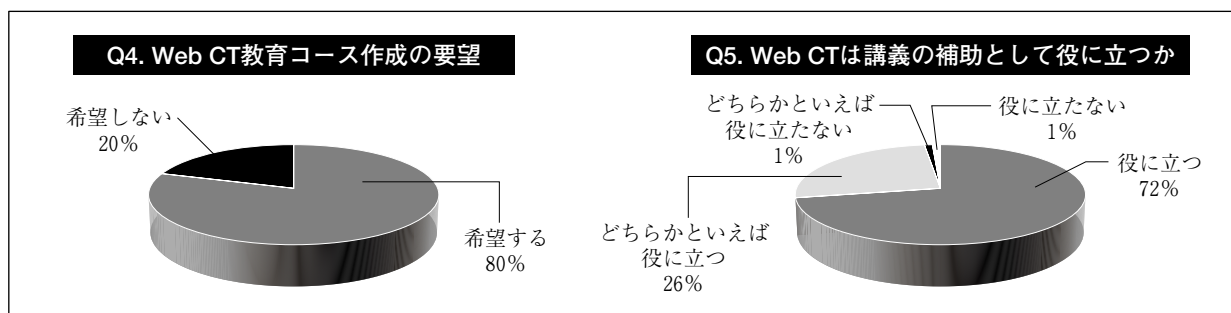 Q4. Web CT教育コース作成の要望
希望しない
20%
希望する
80%
Q5. Web CTは講義の補助として役に立つか
どちらかといえば
役に立たない
1%
役に立たない
1%
役に立つ
72%
どちらかといえば
役に立つ
26%